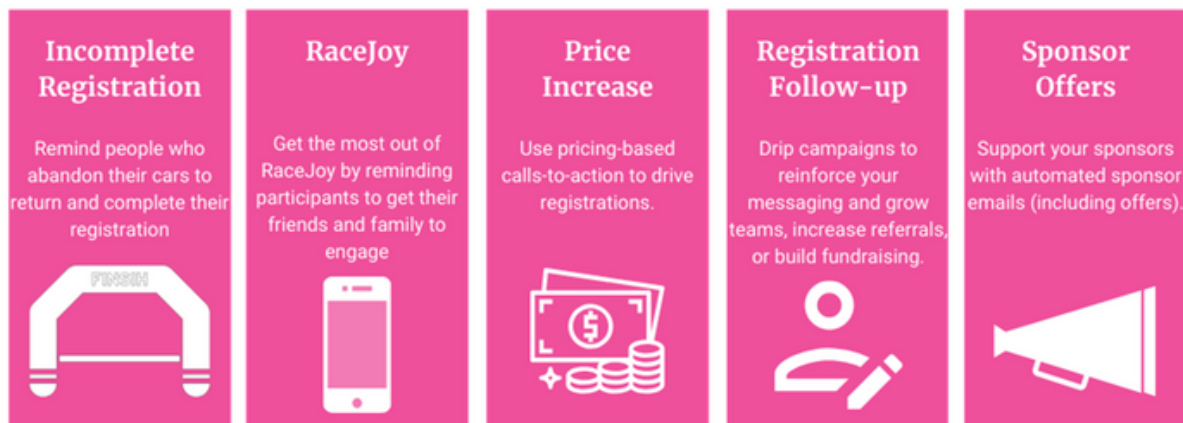 Incomplete
Registration
Remind people who
abandon their cars to
return and complete their
registration
FINSIH
RaceJoy
Get the most out of
RaceJoy by reminding
participants to get their
friends and family to
engage
Price
Increase
Use pricing-based
calls-to-action to drive
registrations.
$
Registration
Follow-up
Drip campaigns to
reinforce your
messaging and grow
teams, increase referrals,
or build fundraising.
Sponsor
Offers
Support your sponsors
with automated sponsor
emails (including offers).